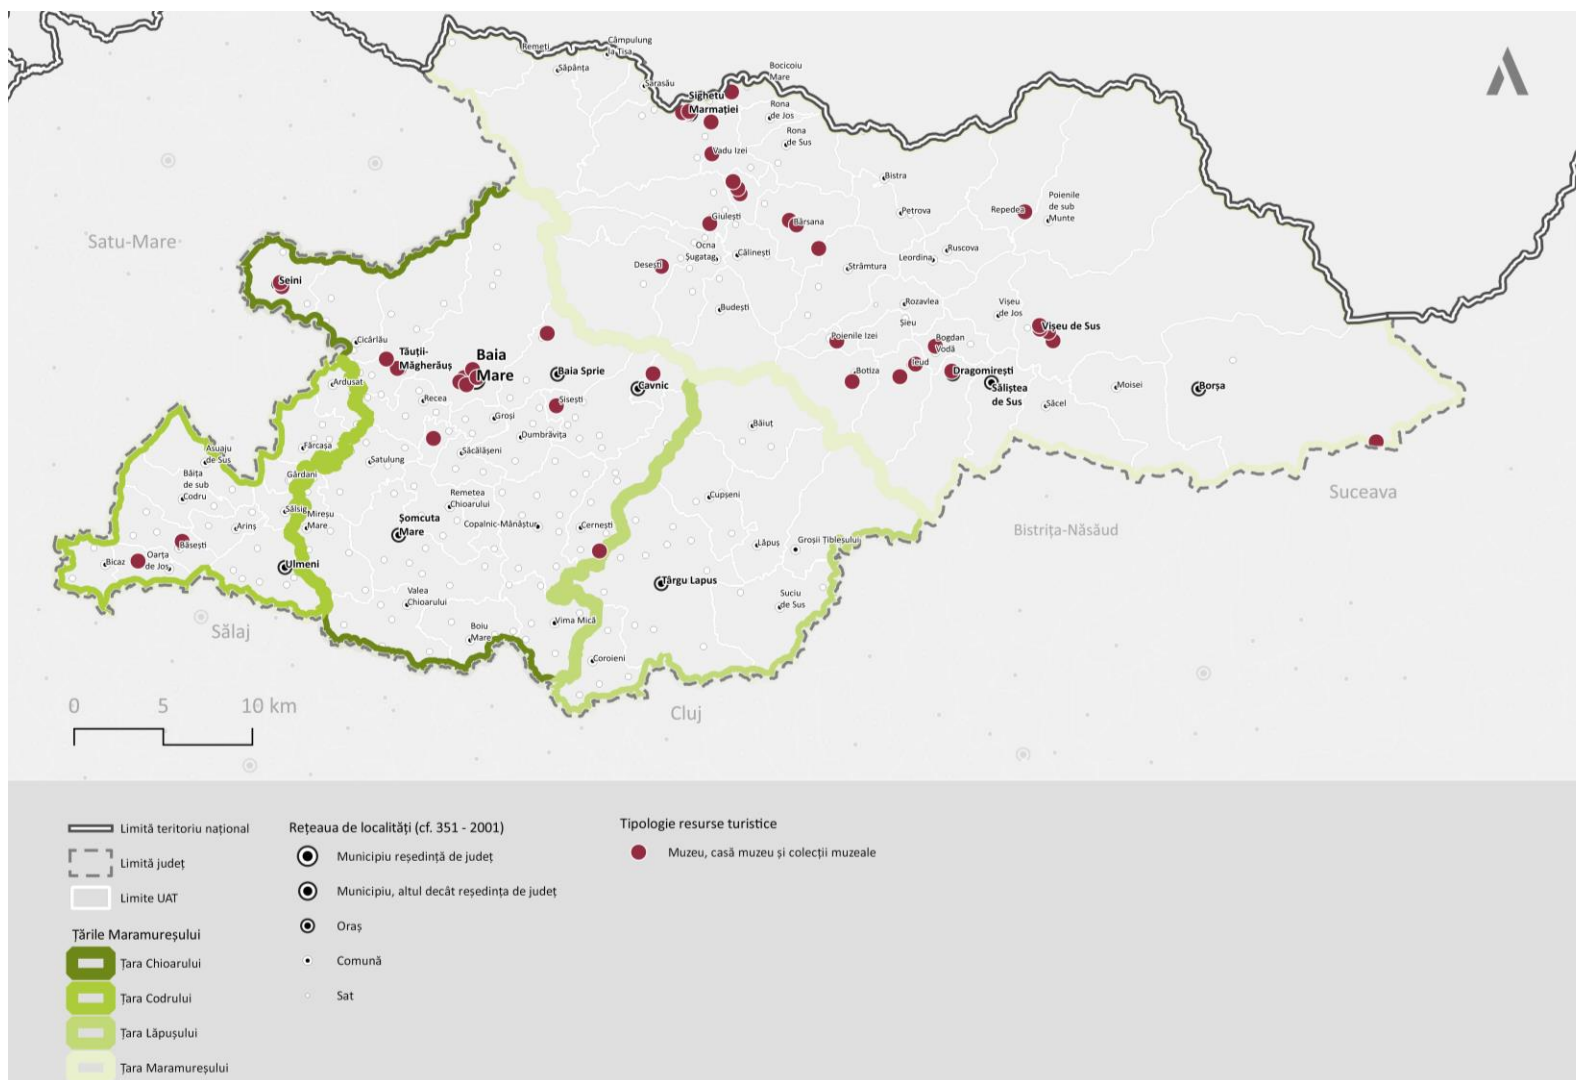 Remeți
Câmpulung
la Tisa
Săpânța
Sarasău
Bocicoiu
Mare
Sighetu
Marmației
Rona
de Jos
Rona
de Sus
Vadu Izei
Bistra
Petrova
Repedea
Poienile
de sub
Munte
Giulești
Bârsana
Satu-Mare
Ocna
Șugatag
Călinești
Ruscova
Leordina
Desești
Strâmtura
Seini
Budești
Rozavlea
Șieu
Vișeu
de Jos
Vișeu de Sus
Cicârlău
Poienile Izei
Bogdan
Vodă
Tăuții-
Măgherăuș
Baia
Mare
Ieud
Baia Sprie
Botiza
Dragomirești
Ardusat
Cavnic
Săliștea
de Sus
Moisei
Borșa
Recea
Sisești
Săcel
Groși
Băiuț
Dumbrăvița
Asuaju
de Sus
Fărcașa
Satulung
Săcălășeni
Băița
de sub
Codru
Gârdani
Suceava
Remetea
Chioarului
Cupșeni
Sălsig
Mireșu
Mare
Șomcuta
Mare
Copalnic-Mănăștur
Cernești
Arinș
Bistrița-Năsăud
Băsești
Lăpuș
Groșii Țibleșului
Oarța
de Jos
Bicaz
Ulmeni
Târgu Lapus
Valea
Chioarului
Suciu
de Sus
Sălaj
Boiu
Mare
Vima Mică
Coroieni
0 5 10 km
Cluj
Limită teritoriu național
Limită județ
Limite UAT
Țările Maramureșului
Țara Chioarului
Țara Codrului
Țara Lăpușului
Țara Maramureșului
Rețeaua de localități (cf. 351 - 2001)
Municipiu reședință de județ
Municipiu, altul decât reședința de județ
Oraș
Comună
Sat
Tipologie resurse turistice
Muzeu, casă muzeu și colecții muzeale